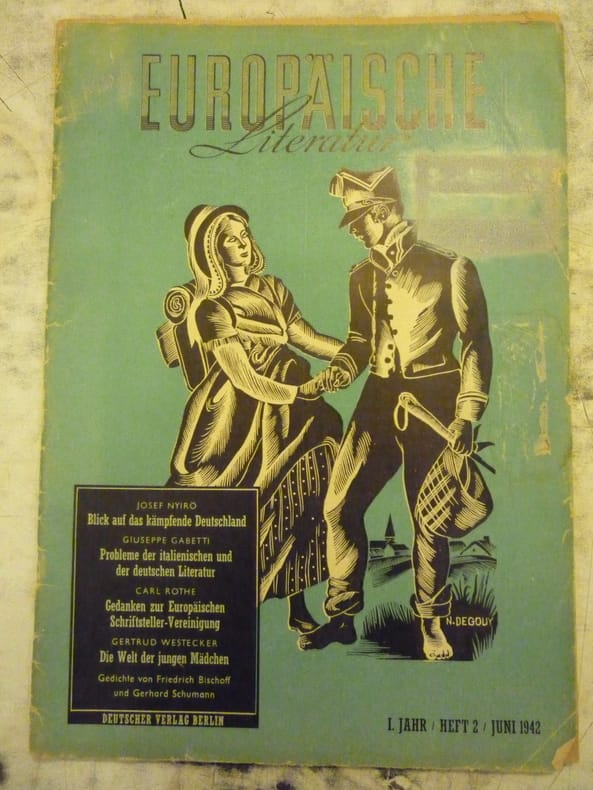 EUROPÄISCHE
Literatur
N. DEGOUY
JOSEF NYIRÖ
Blick auf das kämpfende Deutschland
GIUSEPPE GABETTI
Probleme der italienischen und
der deutschen Literatur
CARL ROTHE
Gedanken zur Europäischen
Schriftsteller-Vereinigung
GERTRUD WESTECKER
Die Welt der jungen Mädchen
Gedichte von Friedrich Bischoff
und Gerhard Schumann
DEUTSCHER VERLAG BERLIN
I. JAHR / HEFT 2 / JUNI 1942